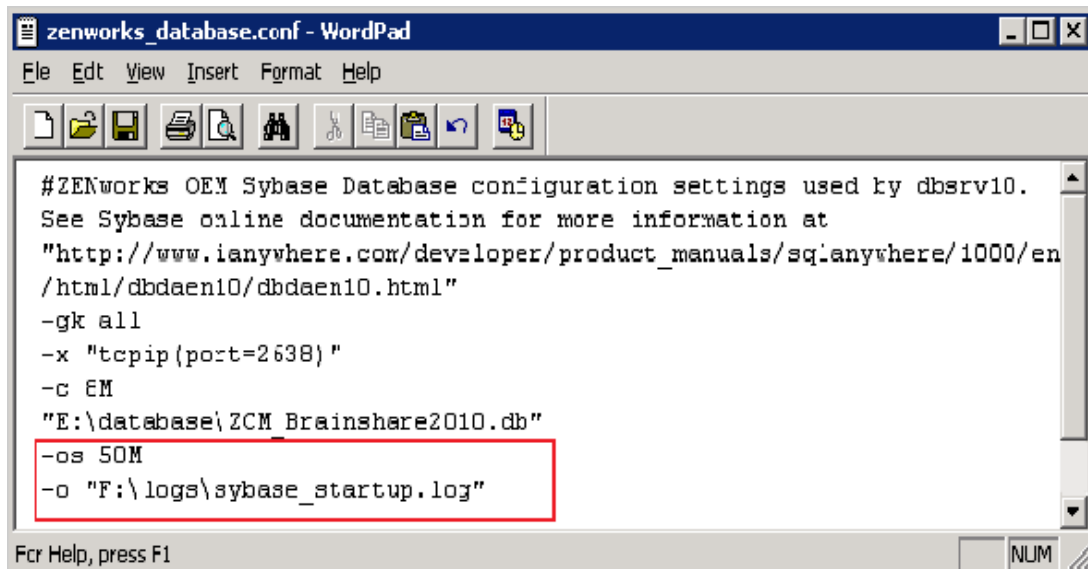 zenworks_database.conf - WordPad
File Edit View Insert Format Help
#ZENworks OEM Sybase Database configuration settings used by dbsrv10.
See Sybase online documentation for more information at
"http://www.ianywhere.com/developer/product_manuals/sqlanywhere/1000/en
/html/dbdaen10/dbdaen10.html"
-gk all
-x "tcpip(port=2638)"
-c 8M
"E:\database\ZCM_Brainshare2010.db"
-os 50M
-o "F:\logs\sybase_startup.log"
For Help, press F1
NUM